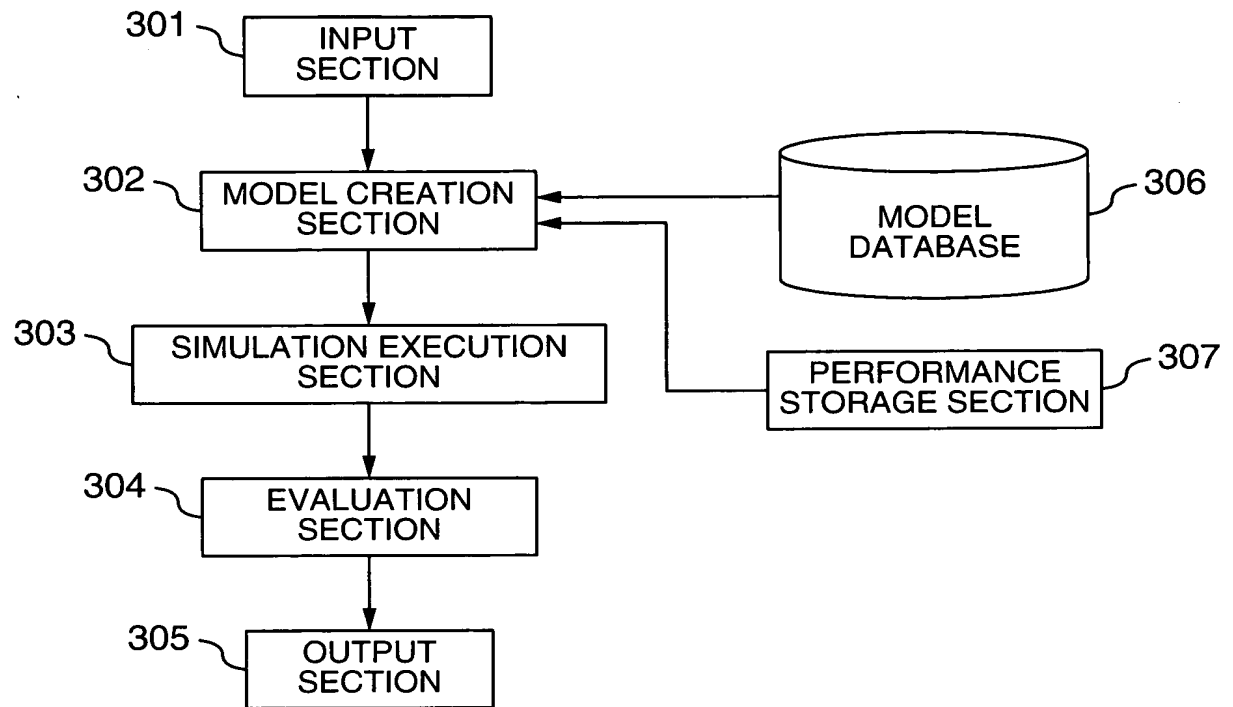 301
INPUT
SECTION
302
MODEL CREATION
SECTION
306
MODEL
DATABASE
303
SIMULATION EXECUTION
SECTION
307
PERFORMANCE
STORAGE SECTION
304
EVALUATION
SECTION
305
OUTPUT
SECTION